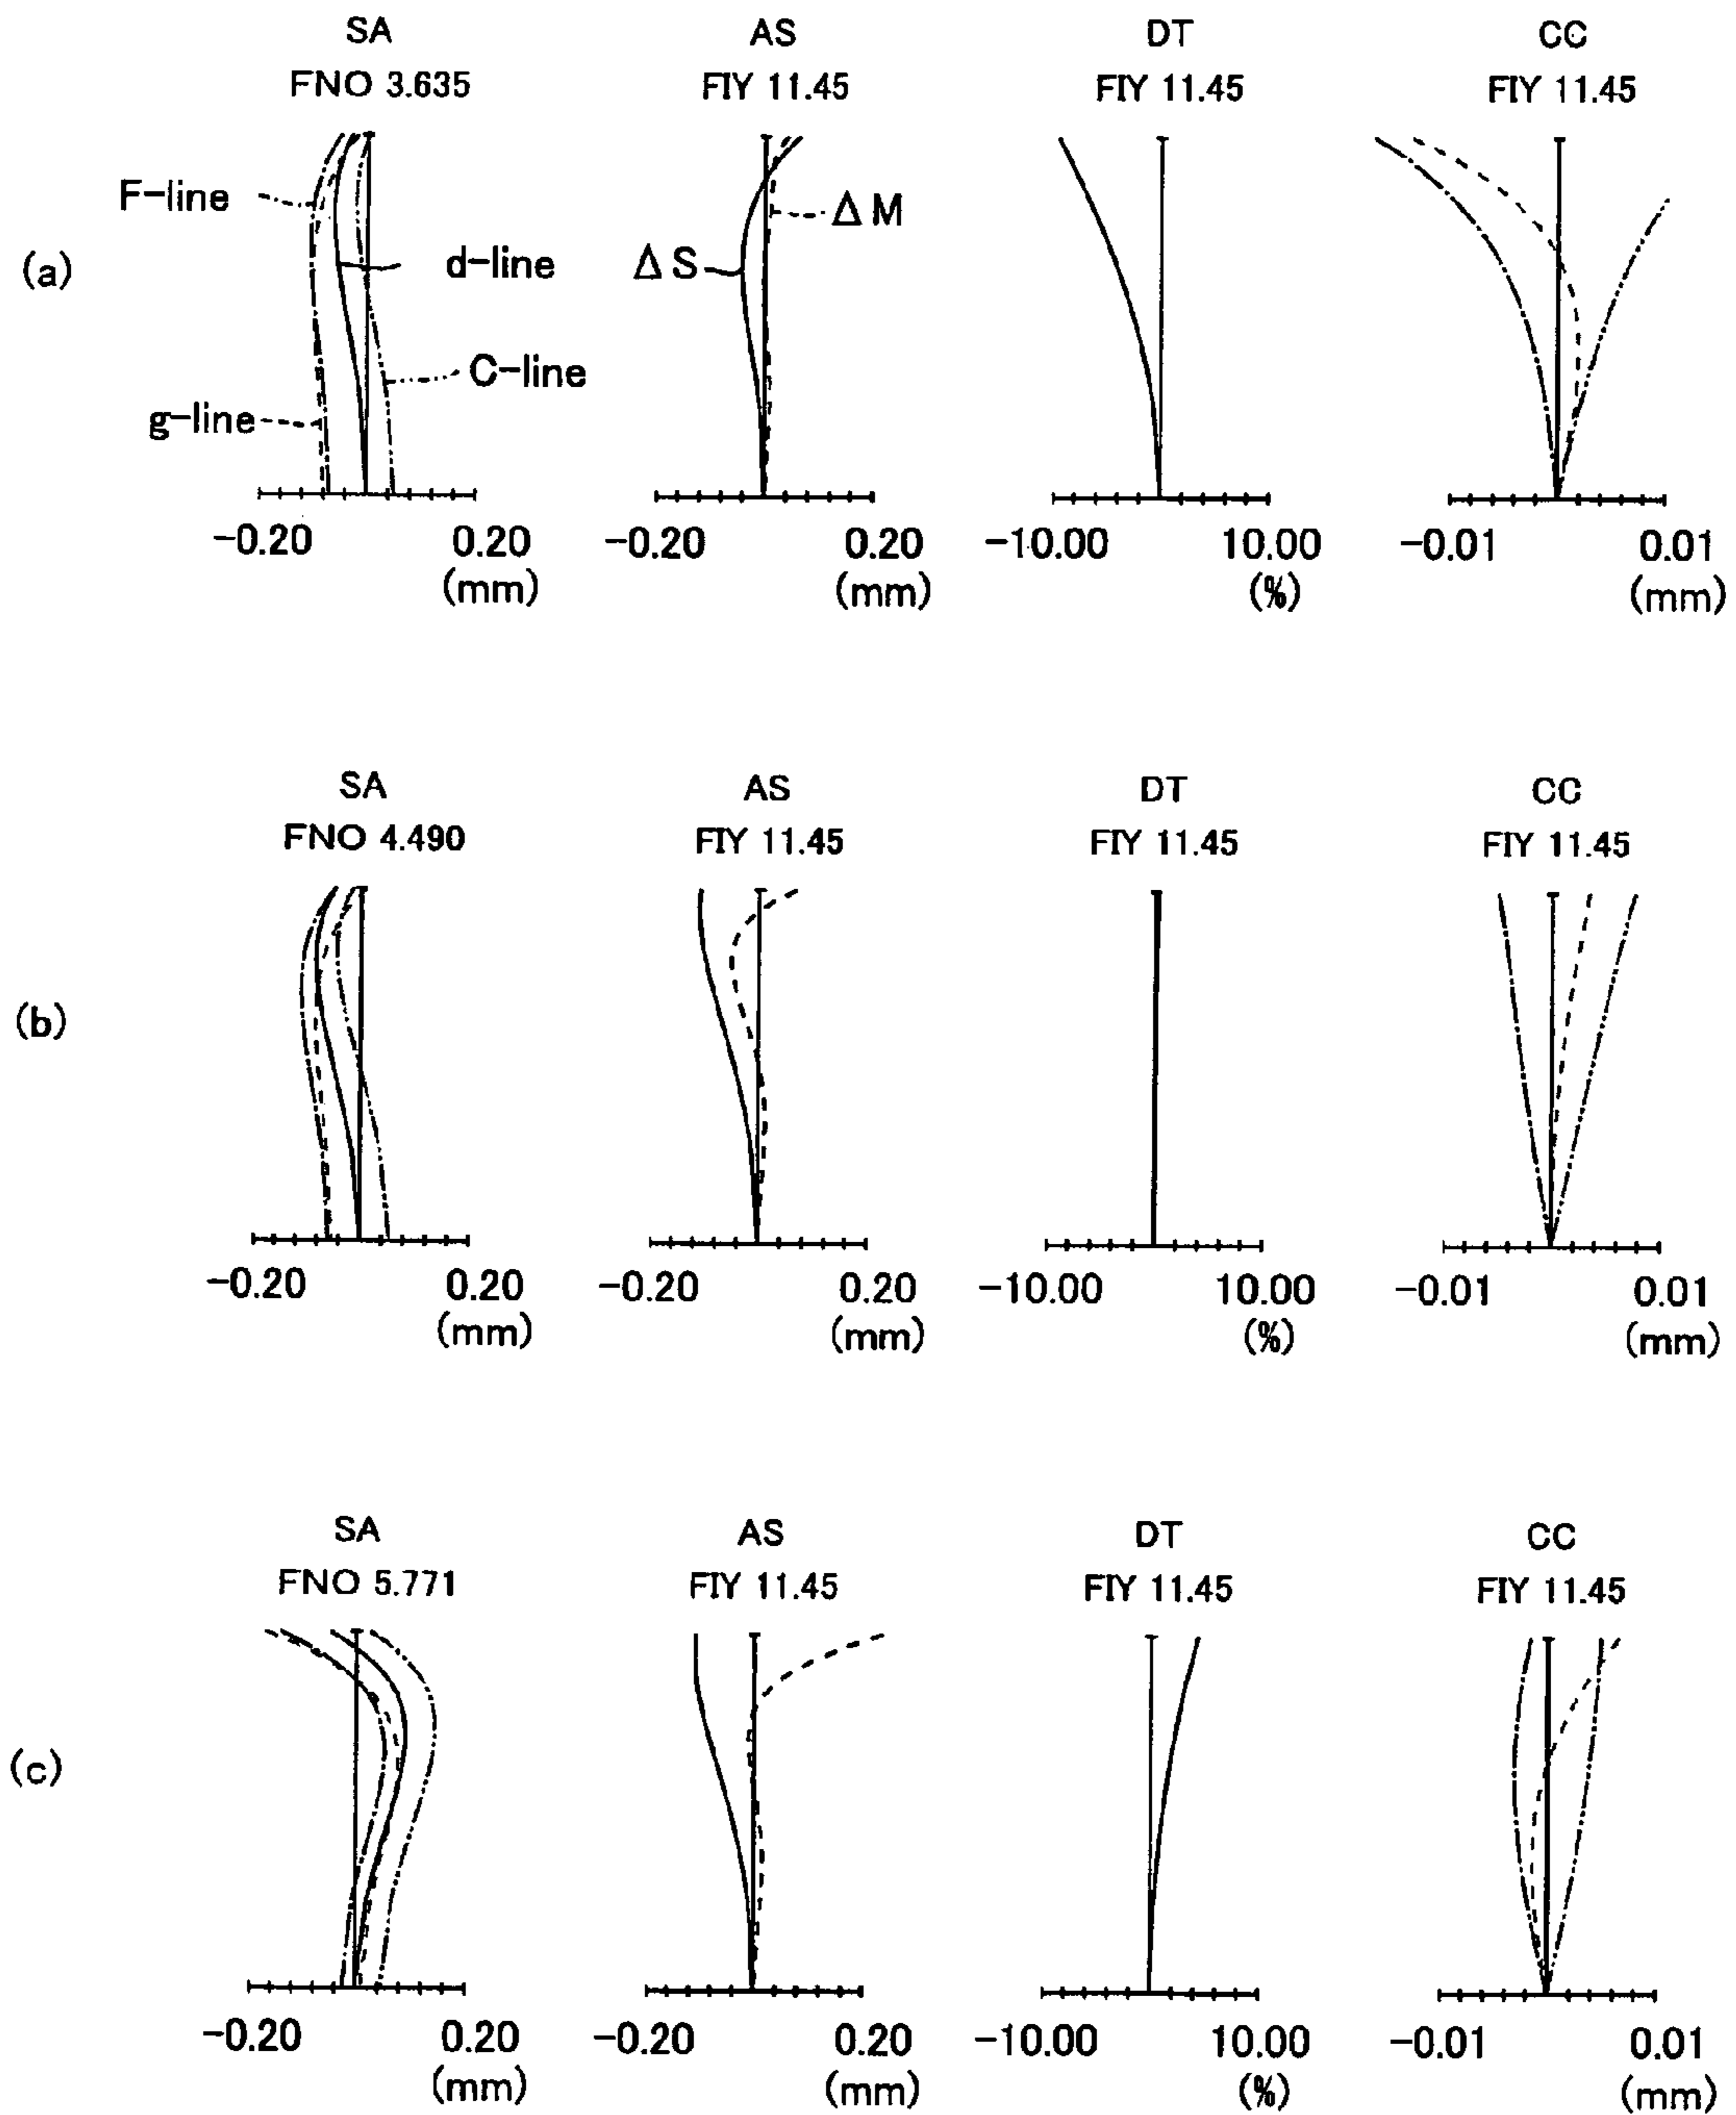 SA AS DT CC
FNO 3.635 FIY 11.45 FIY 11.45 FIY 11.45
F-line
ΔM
(a)
d-line
ΔS
C-line
g-line
-0.20 0.20 -0.20 0.20 -10.00 10.00 -0.01 0.01
(mm) (mm) (%) (mm)
SA AS DT CC
FNO 4.490 FIY 11.45 FIY 11.45 FIY 11.45
(b)
-0.20 0.20 -0.20 0.20 -10.00 10.00 -0.01 0.01
(mm) (mm) (%) (mm)
SA AS DT CC
FNO 5.771 FIY 11.45 FIY 11.45 FIY 11.45
(c)
-0.20 0.20 -0.20 0.20 -10.00 10.00 -0.01 0.01
(mm) (mm) (%) (mm)